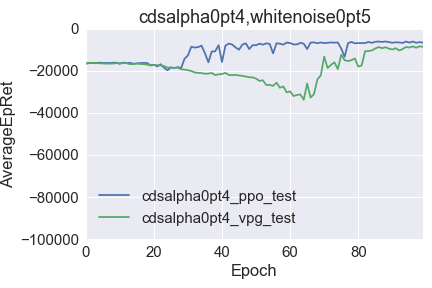 cdsalpha0pt4,whitenoise0pt5
AverageEpRet
0
−20000
−40000
−60000
−80000
−100000
cdsalpha0pt4_ppo_test
cdsalpha0pt4_vpg_test
0 20 40 60 80
Epoch